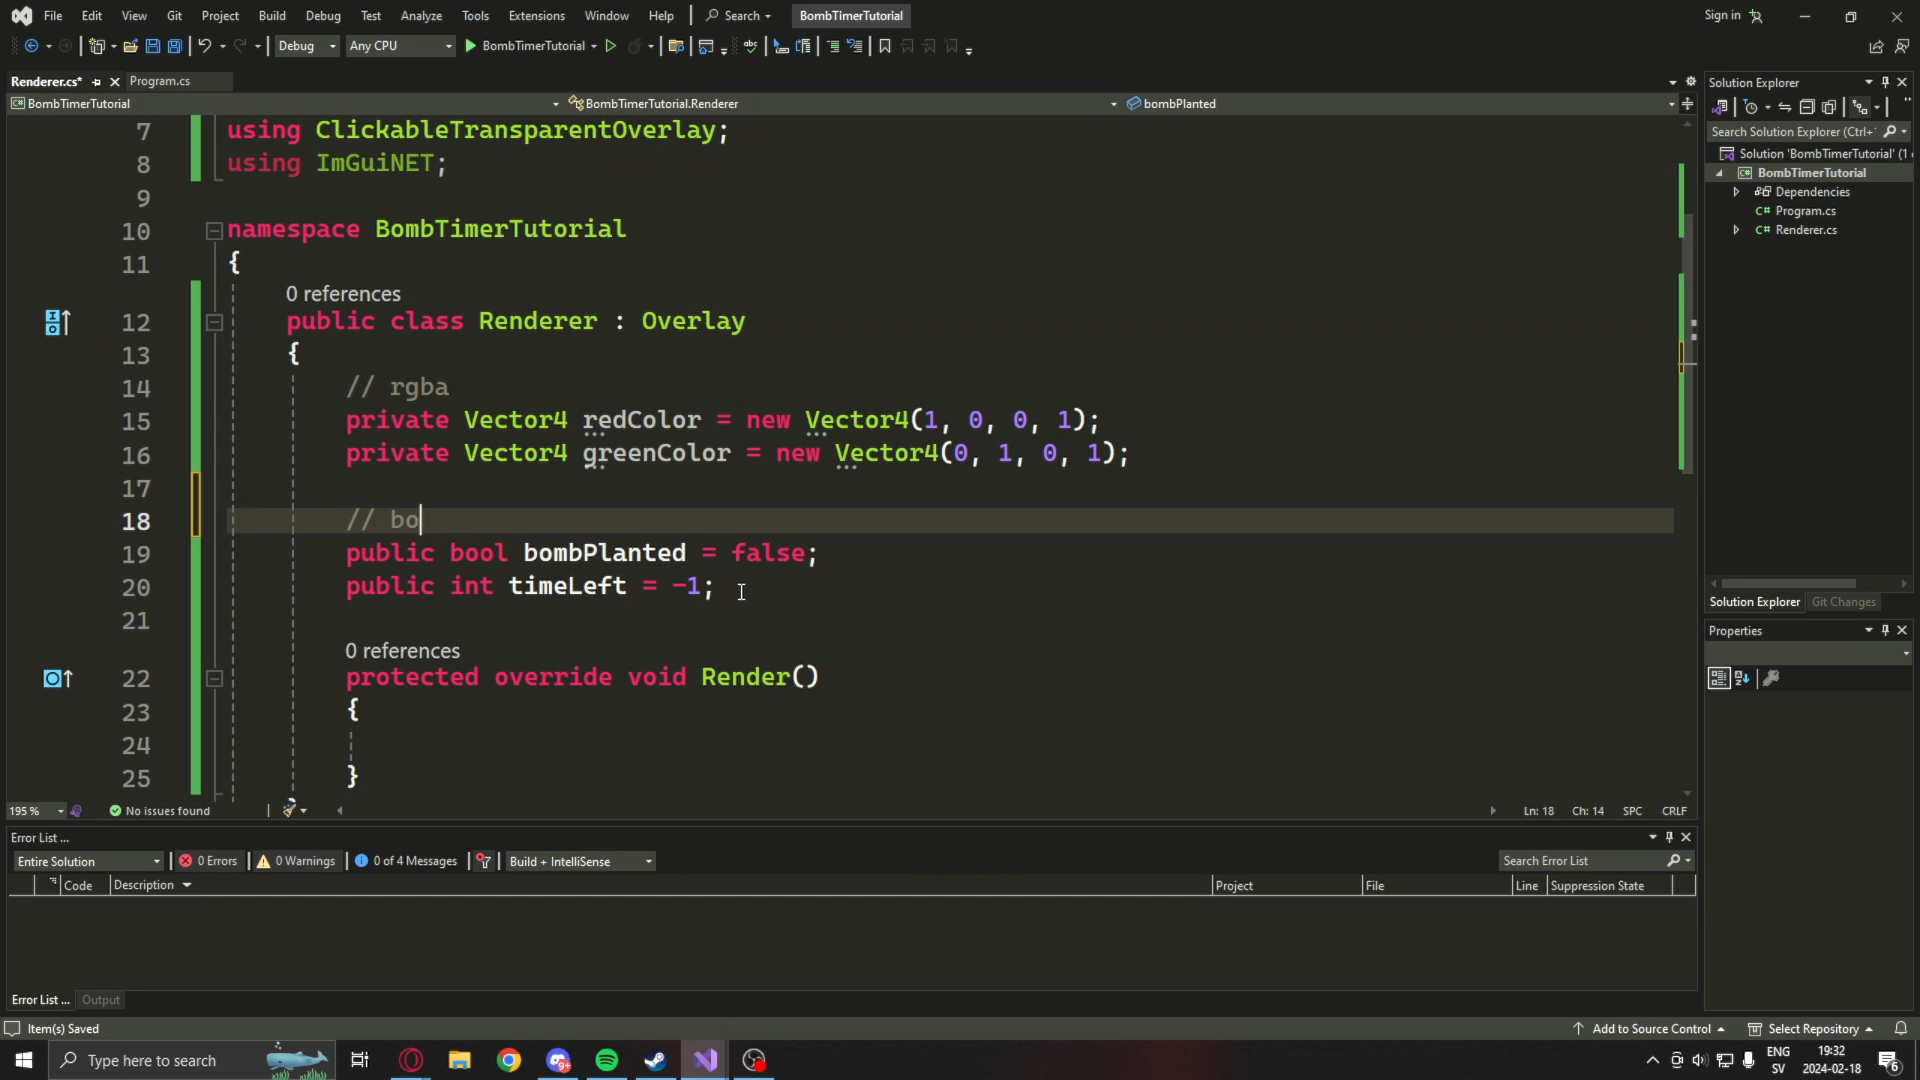 File Edit View Git Project Build Debug Test Analyze Tools Extensions Window Help Search BombTimerTutorial Sign in
Debug Any CPU BombTimerTutorial
Renderer.cs* Program.cs
BombTimerTutorial BombTimerTutorial.Renderer bombPlanted
7 using ClickableTransparentOverlay;
8 using ImGuiNET;
9
10 namespace BombTimerTutorial
11 {
0 references
12 public class Renderer : Overlay
13 {
14 // rgba
15 private Vector4 redColor = new Vector4(1, 0, 0, 1);
16 private Vector4 greenColor = new Vector4(0, 1, 0, 1);
17
18 // bo
19 public bool bombPlanted = false;
20 public int timeLeft = -1;
21
0 references
22 protected override void Render()
23 {
24
25 }
195 % No issues found Ln: 18 Ch: 14 SPC CRLF
Solution Explorer
Search Solution Explorer (Ctrl+
Solution 'BombTimerTutorial' (1
BombTimerTutorial
Dependencies
C# Program.cs
C# Renderer.cs
Solution Explorer Git Changes
Properties
Error List ...
Entire Solution 0 Errors 0 Warnings 0 of 4 Messages Build + IntelliSense Search Error List
Code Description Project File Line Suppression State
Error List ... Output
Item(s) Saved Add to Source Control Select Repository
Type here to search ENG SV 19:32 2024-02-18 6